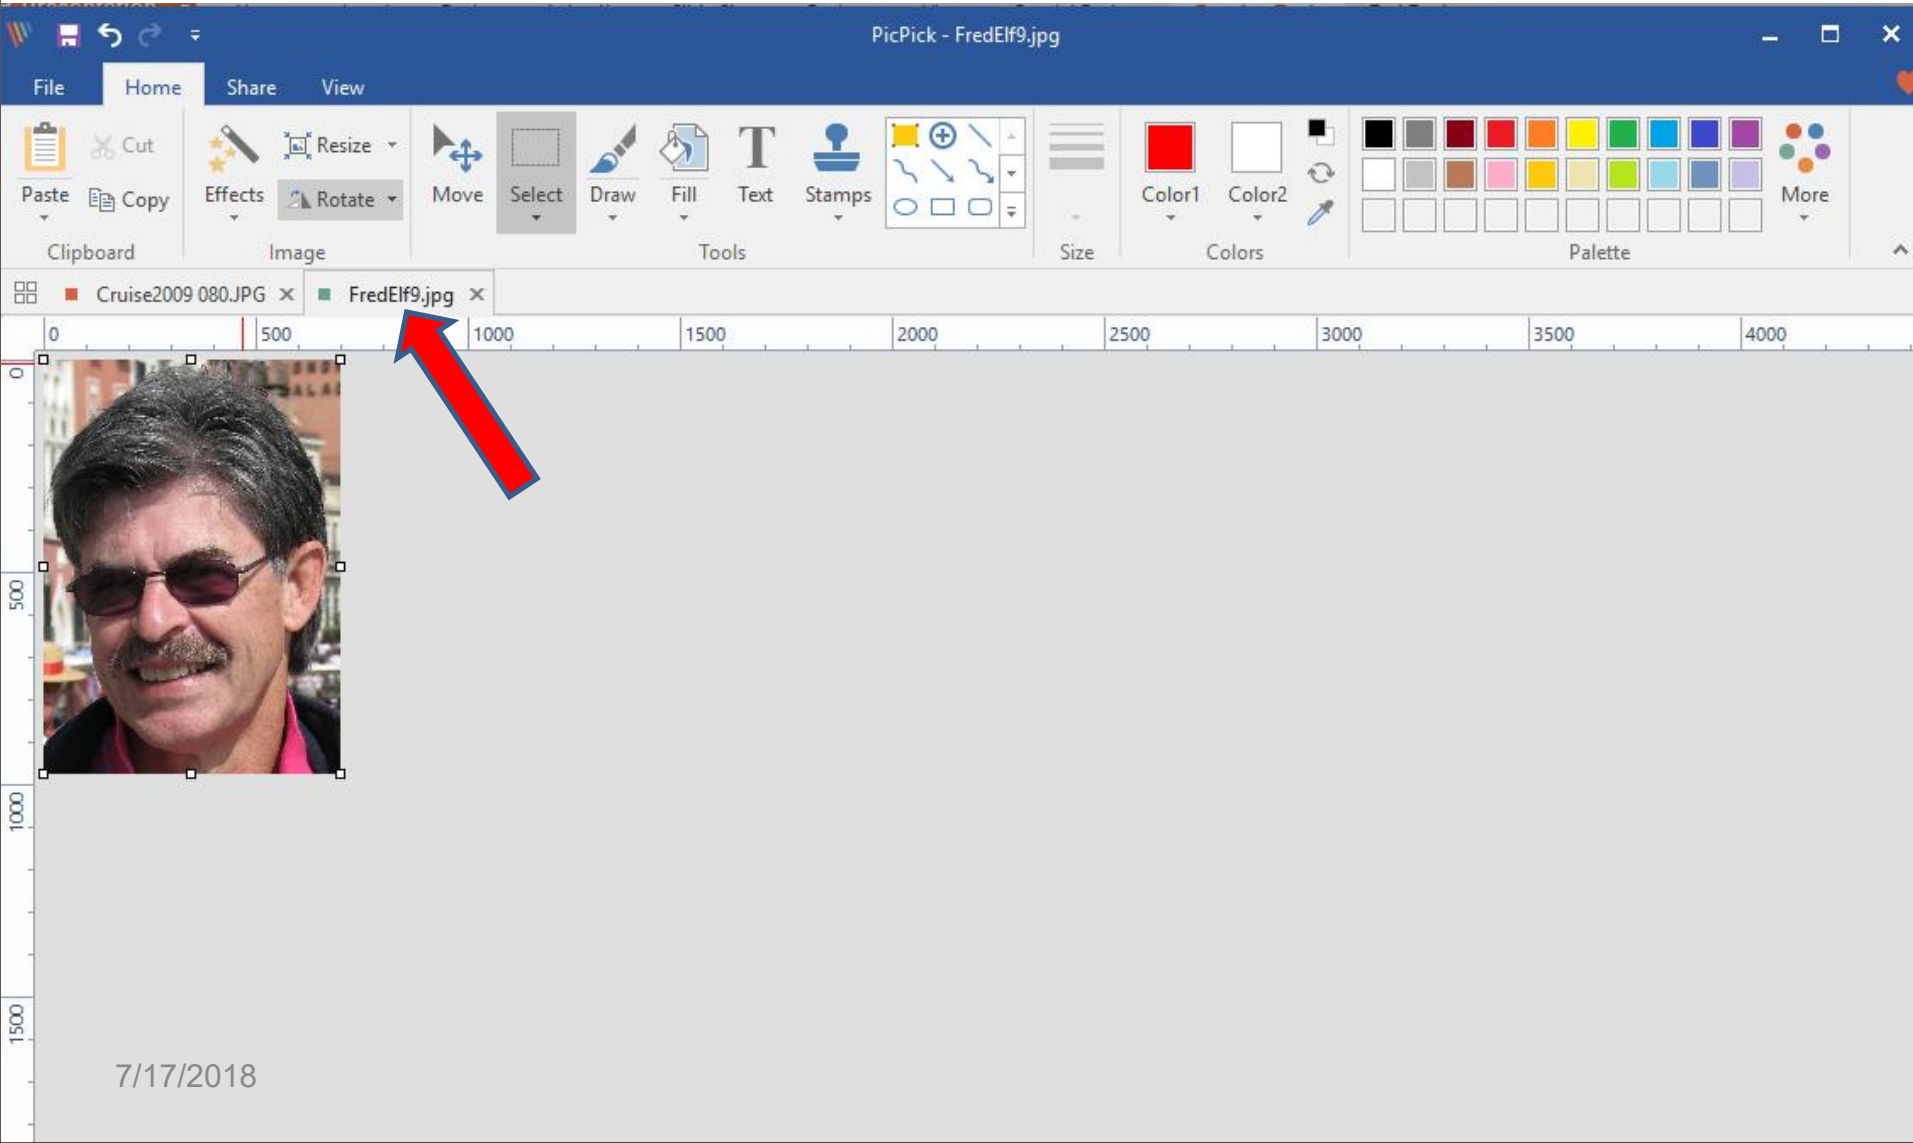 PicPick - FredElf9.jpg
File Home Share View
Paste Cut Copy
Effects Resize Rotate
Move Select Draw Fill Text Stamps
Color1 Color2
More
Clipboard Image Tools Size Colors Palette
Cruise2009 080.JPG FredElf9.jpg
0 500 1000 1500 2000 2500 3000 3500 4000
0
500
1000
1500
7/17/2018